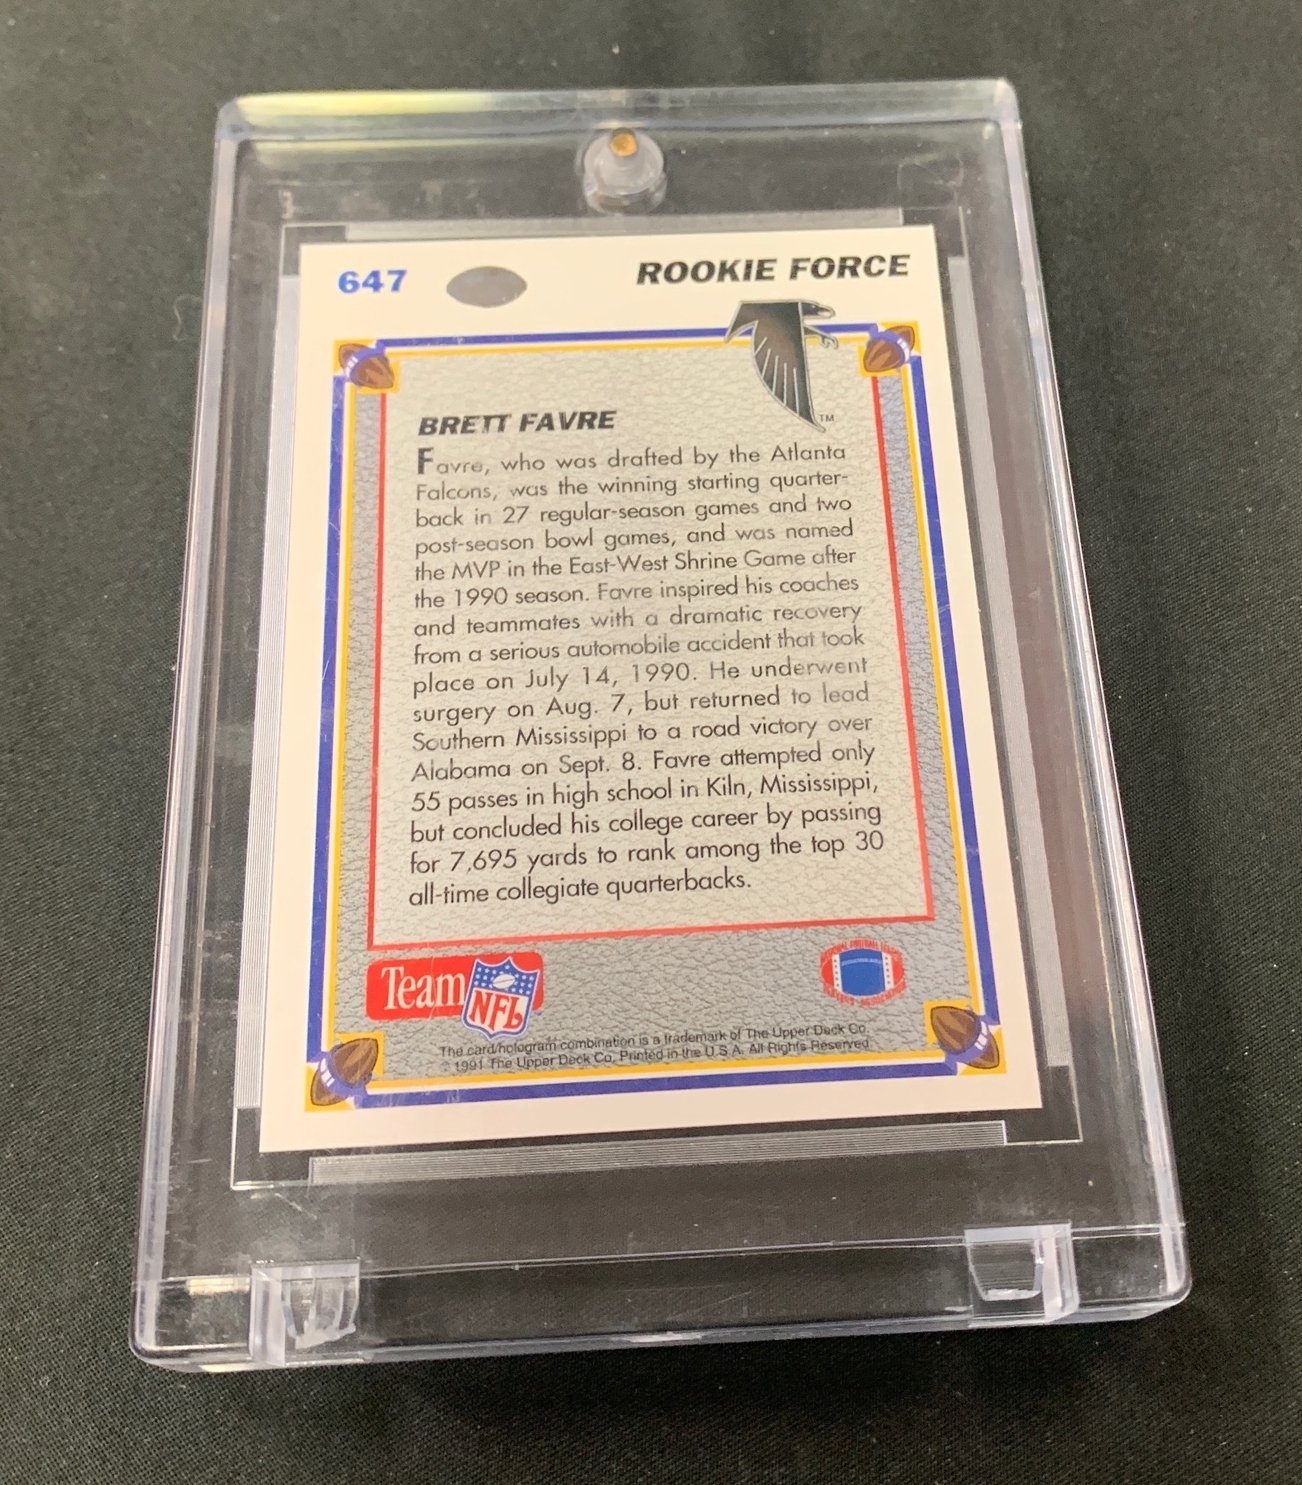 647
ROOKIE FORCE
TM
BRETT FAVRE
Favre, who was drafted by the Atlanta
Falcons, was the winning starting quarter-
back in 27 regular-season games and two
post-season bowl games, and was named
the MVP in the East-West Shrine Game after
the 1990 season. Favre inspired his coaches
and teammates with a dramatic recovery
from a serious automobile accident that took
place on July 14, 1990. He underwent
surgery on Aug. 7, but returned to lead
Southern Mississippi to a road victory over
Alabama on Sept. 8. Favre attempted only
55 passes in high school in Kiln, Mississippi,
but concluded his college career by passing
for 7,695 yards to rank among the top 30
all-time collegiate quarterbacks.
Team NFL
The card/hologram combination is a trademark of The Upper Deck Co.
© 1991 The Upper Deck Co. Printed in the U.S.A. All Rights Reserved.